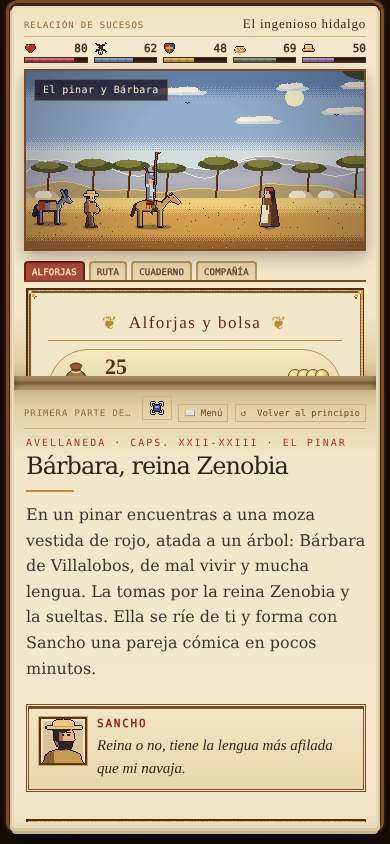 RELACIÓN DE SUCESOS
El ingenioso hidalgo
80 62 48 69 50
El pinar y Bárbara
ALFORJAS RUTA CUADERNO COMPAÑÍA
Alforjas y bolsa
25
PRIMERA PARTE DE…
Menú
Volver al principio
AVELLANEDA · CAPS. XXII-XXIII · EL PINAR
Bárbara, reina Zenobia
En un pinar encuentras a una moza
vestida de rojo, atada a un árbol: Bárbara
de Villalobos, de mal vivir y mucha
lengua. La tomas por la reina Zenobia y
la sueltas. Ella se ríe de ti y forma con
Sancho una pareja cómica en pocos
minutos.
SANCHO
Reina o no, tiene la lengua más afilada
que mi navaja.